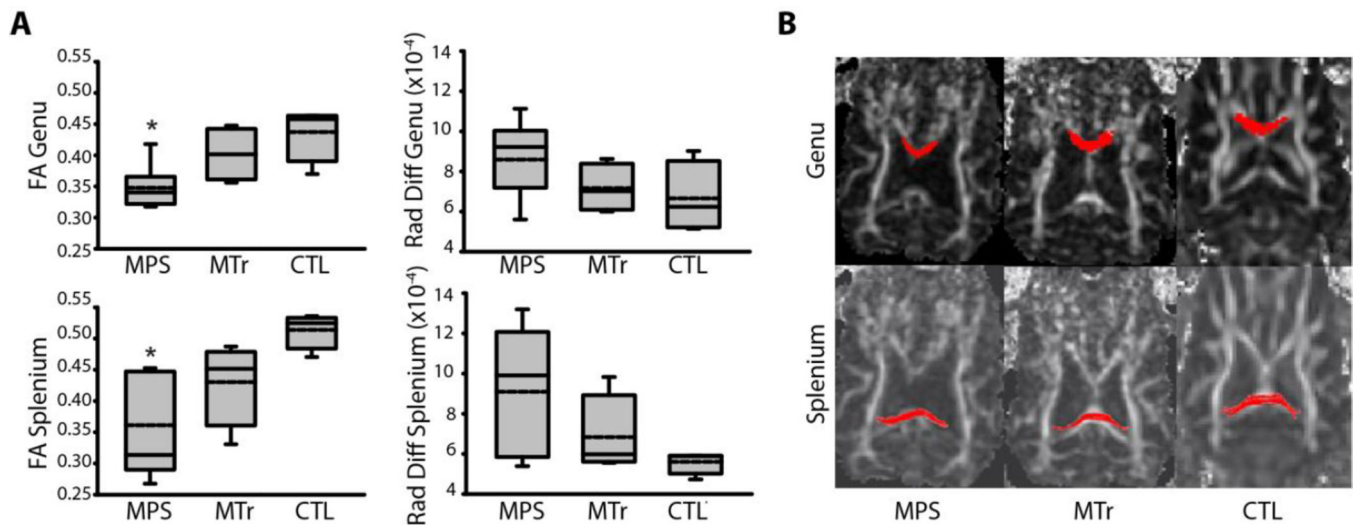 A
B
FA Genu
0.55
0.50
0.45
0.40
0.35
0.30
0.25
*
MPS MTr CTL
Rad Diff Genu (x10-4)
14
12
10
8
6
4
MPS MTr CTL
FA Splenium
0.55
0.50
0.45
0.40
0.35
0.30
0.25
*
MPS MTr CTL
Rad Diff Splenium (x10-4)
14
12
10
8
6
4
MPS MTr CTL
Genu
Splenium
MPS MTr CTL